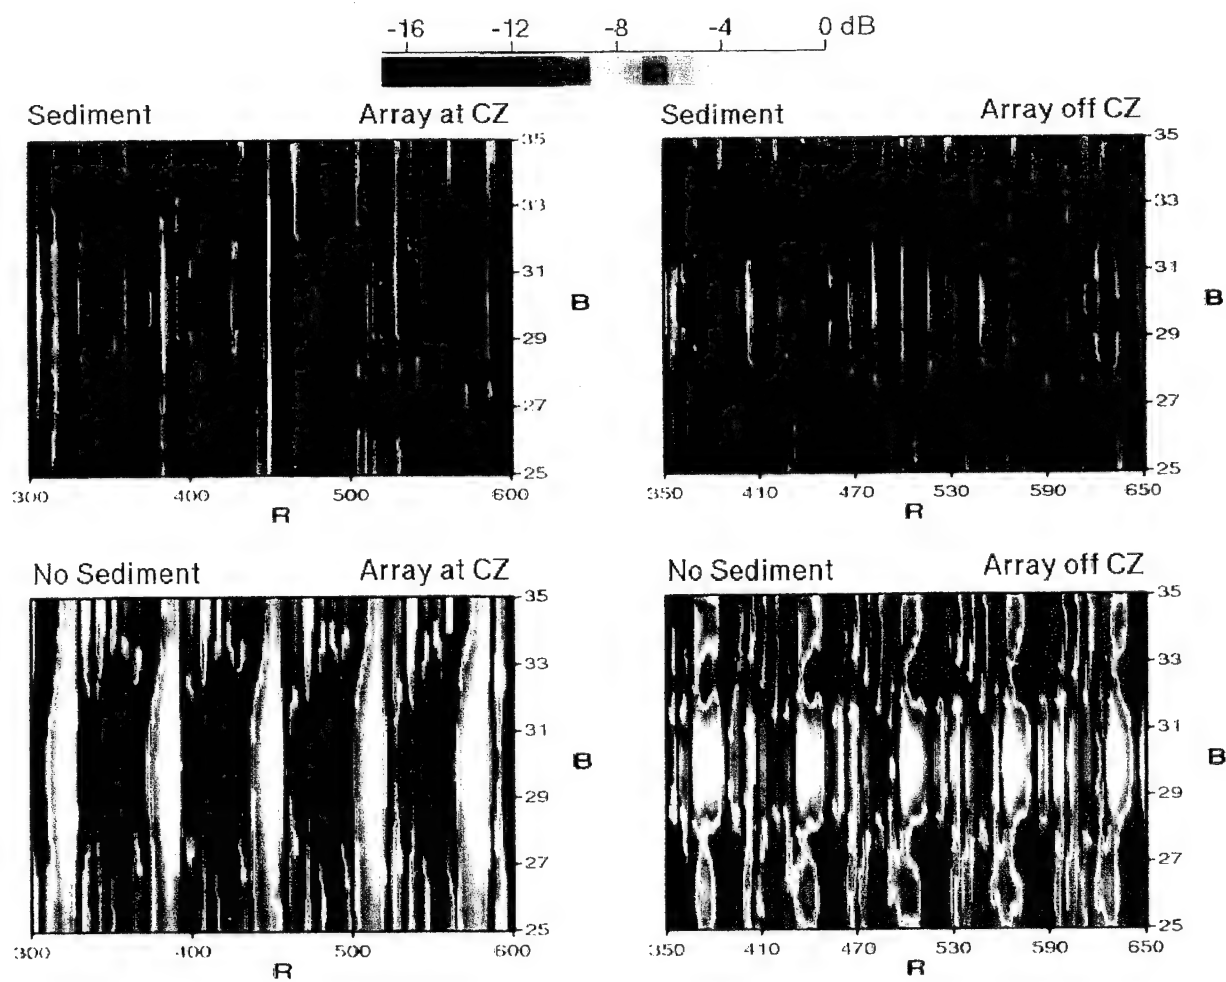 -16 -12 -8 -4 0 dB
Sediment Array at CZ
35
33
31
29
27
25
B
300 400 500 600
R
Sediment Array off CZ
35
33
31
29
27
25
B
350 410 470 530 590 650
R
No Sediment Array at CZ
35
33
31
29
27
25
B
300 400 500 600
R
No Sediment Array off CZ
35
33
31
29
27
25
B
350 410 470 530 590 650
R